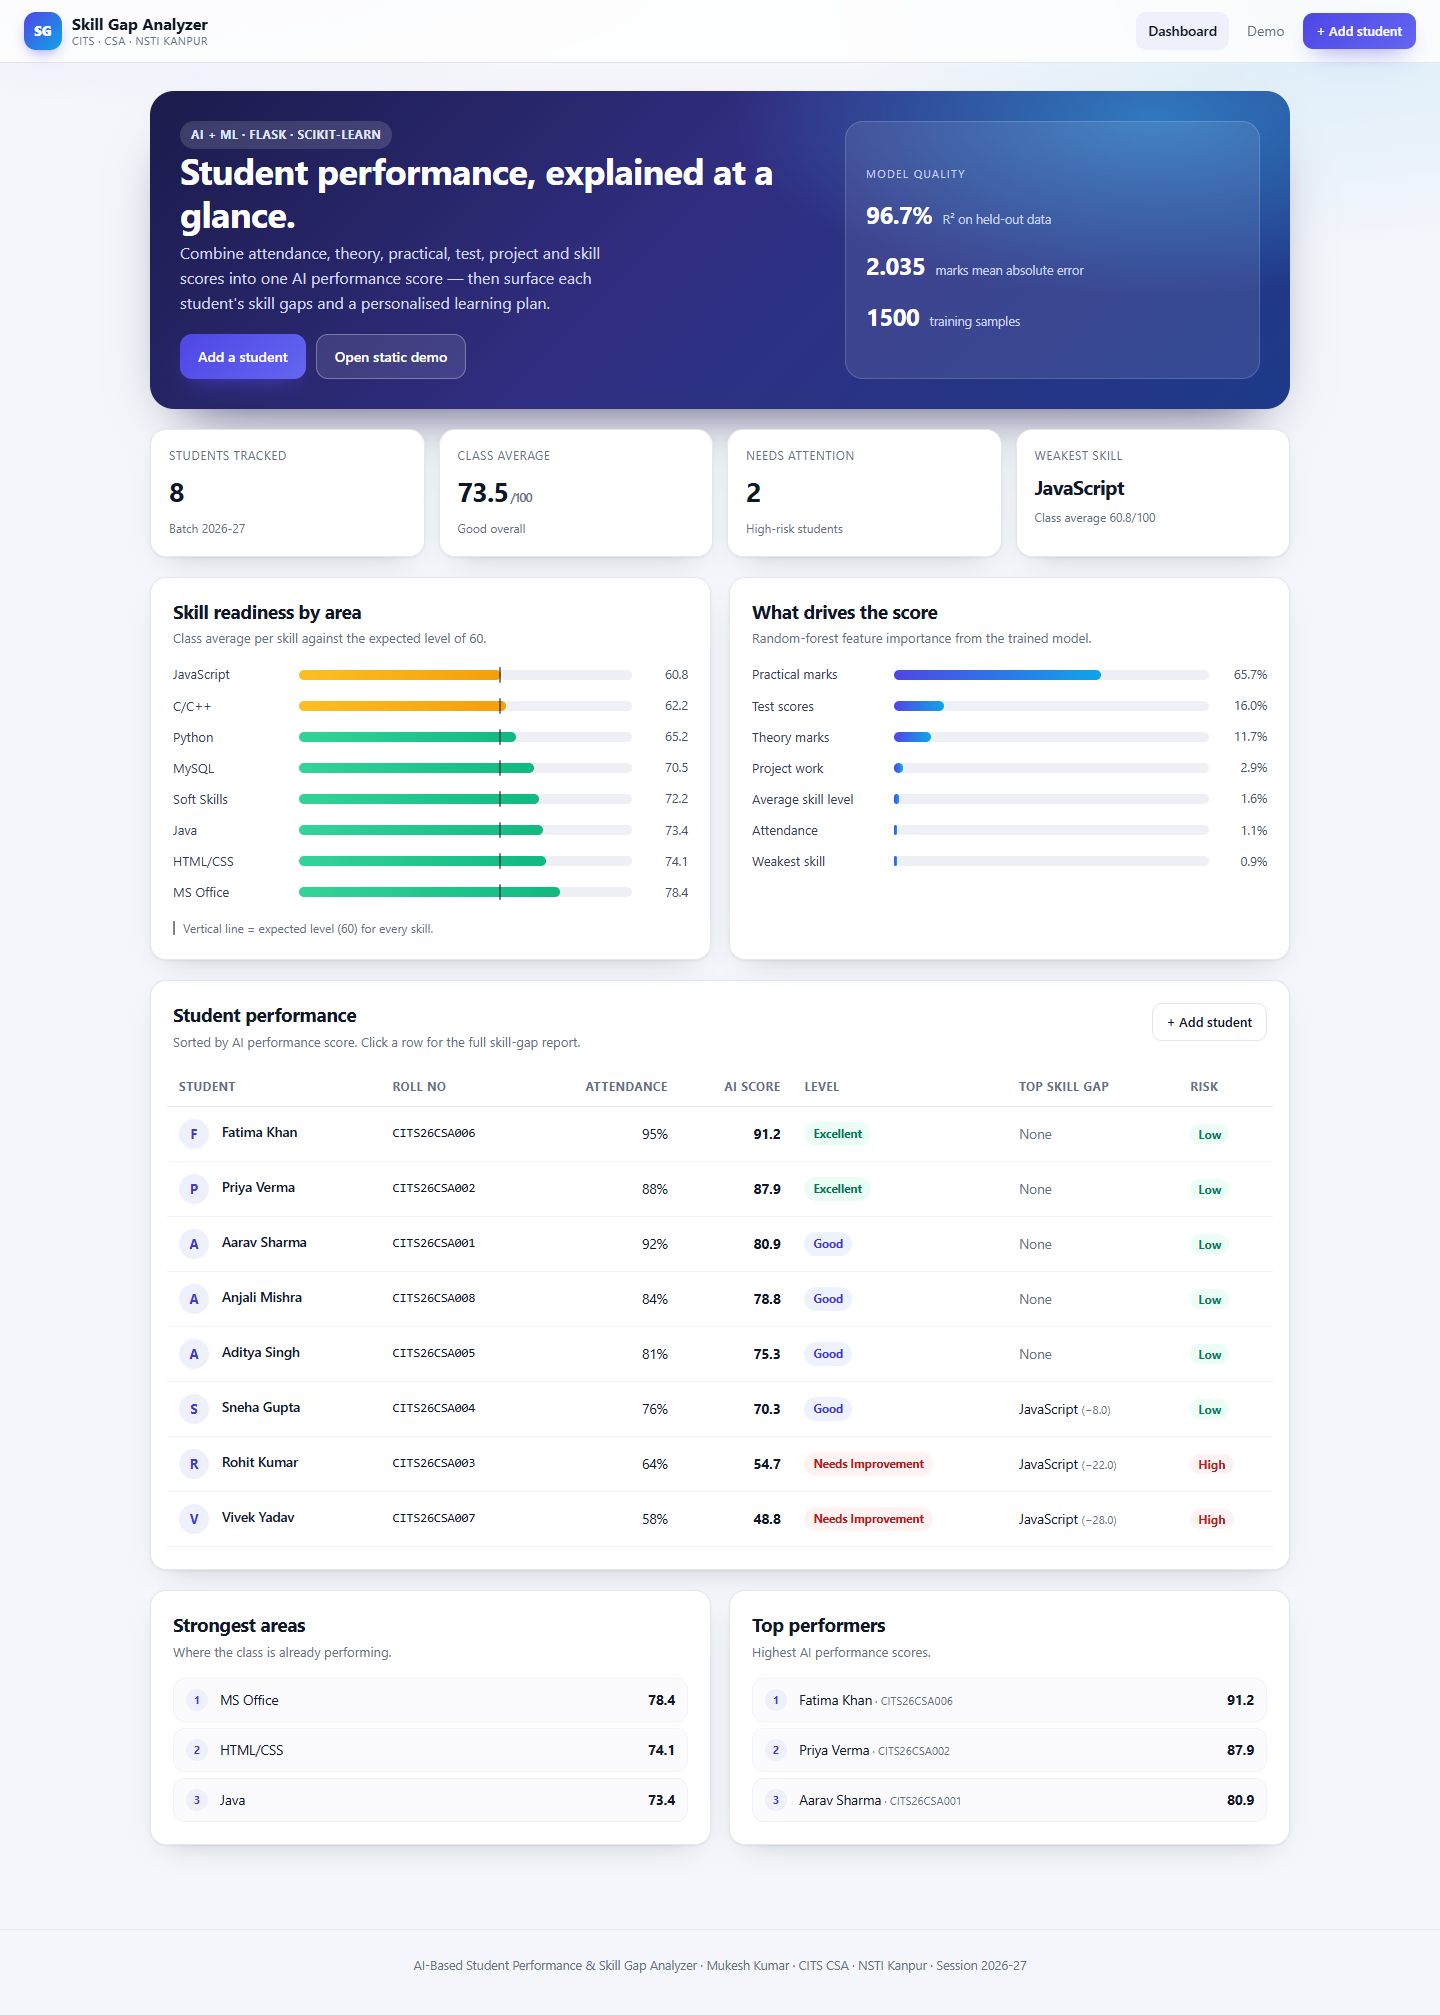 SG
Skill Gap Analyzer
CITS · CSA · NSTI KANPUR
Dashboard
Demo
+ Add student
AI + ML · FLASK · SCIKIT-LEARN
Student performance, explained at a
glance.
Combine attendance, theory, practical, test, project and skill
scores into one AI performance score — then surface each
student's skill gaps and a personalised learning plan.
Add a student
Open static demo
MODEL QUALITY
96.7% R² on held-out data
2.035 marks mean absolute error
1500 training samples
STUDENTS TRACKED
8
Batch 2026-27
CLASS AVERAGE
73.5 /100
Good overall
NEEDS ATTENTION
2
High-risk students
WEAKEST SKILL
JavaScript
Class average 60.8/100
Skill readiness by area
Class average per skill against the expected level of 60.
JavaScript 60.8
C/C++ 62.2
Python 65.2
MySQL 70.5
Soft Skills 72.2
Java 73.4
HTML/CSS 74.1
MS Office 78.4
Vertical line = expected level (60) for every skill.
What drives the score
Random-forest feature importance from the trained model.
Practical marks 65.7%
Test scores 16.0%
Theory marks 11.7%
Project work 2.9%
Average skill level 1.6%
Attendance 1.1%
Weakest skill 0.9%
Student performance
Sorted by AI performance score. Click a row for the full skill-gap report.
+ Add student
STUDENT ROLL NO ATTENDANCE AI SCORE LEVEL TOP SKILL GAP RISK
F Fatima Khan CITS26CSA006 95% 91.2 Excellent None Low
P Priya Verma CITS26CSA002 88% 87.9 Excellent None Low
A Aarav Sharma CITS26CSA001 92% 80.9 Good None Low
A Anjali Mishra CITS26CSA008 84% 78.8 Good None Low
A Aditya Singh CITS26CSA005 81% 75.3 Good None Low
S Sneha Gupta CITS26CSA004 76% 70.3 Good JavaScript (−8.0) Low
R Rohit Kumar CITS26CSA003 64% 54.7 Needs Improvement JavaScript (−22.0) High
V Vivek Yadav CITS26CSA007 58% 48.8 Needs Improvement JavaScript (−28.0) High
Strongest areas
Where the class is already performing.
1 MS Office 78.4
2 HTML/CSS 74.1
3 Java 73.4
Top performers
Highest AI performance scores.
1 Fatima Khan · CITS26CSA006 91.2
2 Priya Verma · CITS26CSA002 87.9
3 Aarav Sharma · CITS26CSA001 80.9
AI-Based Student Performance & Skill Gap Analyzer · Mukesh Kumar · CITS CSA · NSTI Kanpur · Session 2026-27